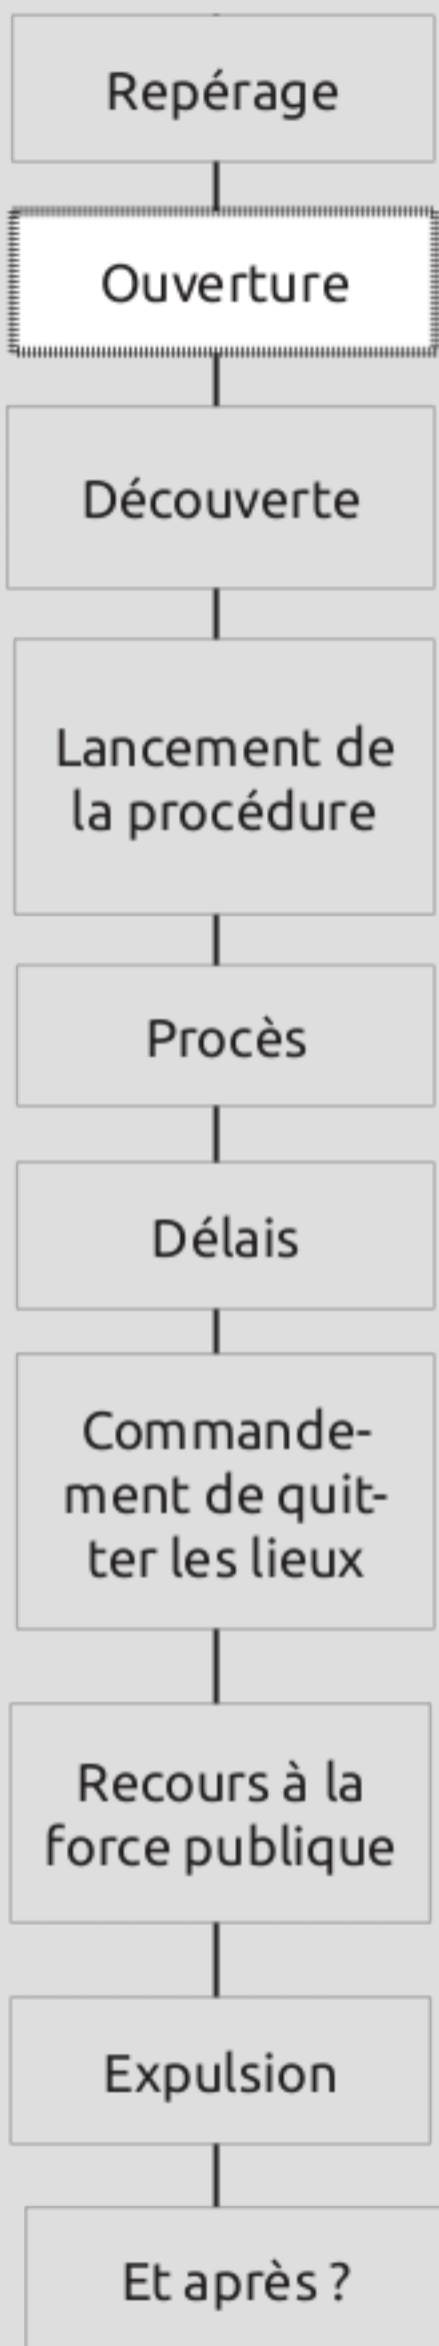 Repérage
Ouverture
Découverte
Lancement de
la procédure
Procès
Délais
Commande-
ment de quit-
ter les lieux
Recours à la
force publique
Expulsion
Et après ?